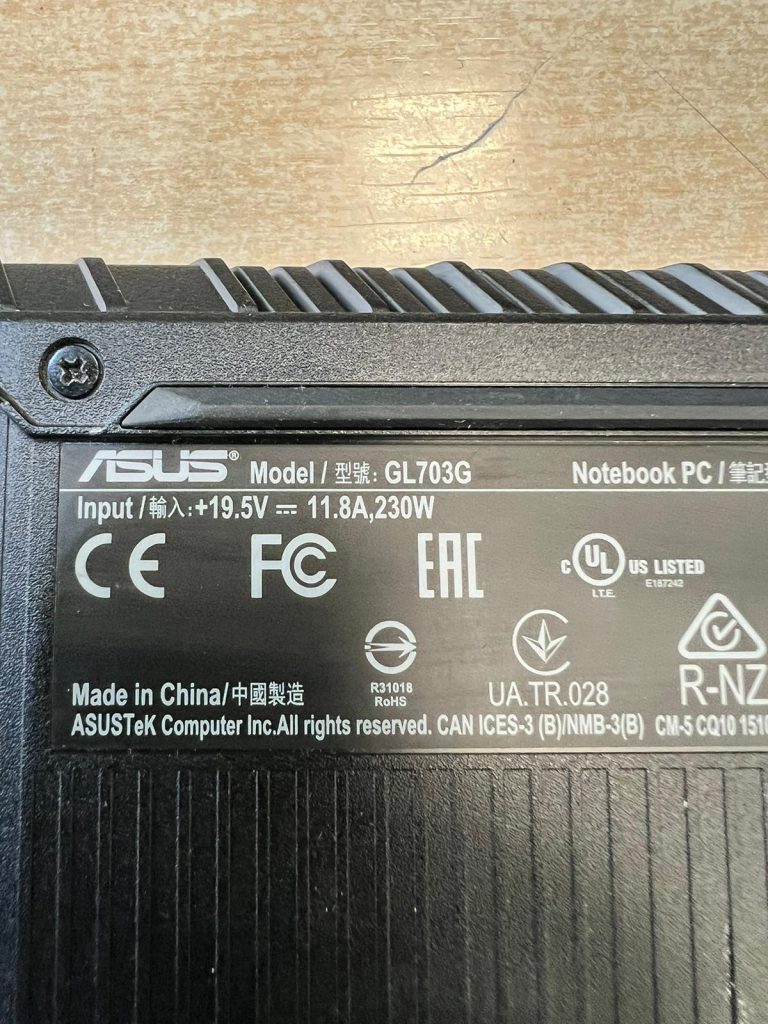 ASUS® Model / 型號: GL703G Notebook PC / 筆記
Input / 輸入: +19.5V ⎓ 11.8A,230W
CE FC EAC c UL US LISTED
I.T.E. E187242
R31018
RoHS
UA.TR.028
R-NZ
Made in China/中國製造
ASUSTeK Computer Inc.All rights reserved. CAN ICES-3 (B)/NMB-3(B) CM-5 CQ10 1510